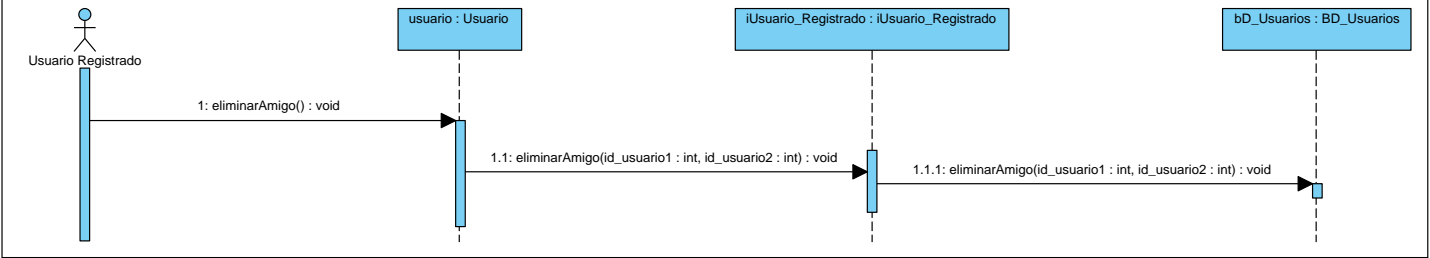 usuario : Usuario
iUsuario_Registrado : iUsuario_Registrado
bD_Usuarios : BD_Usuarios
Usuario Registrado
1: eliminarAmigo() : void
1.1: eliminarAmigo(id_usuario1 : int, id_usuario2 : int) : void
1.1.1: eliminarAmigo(id_usuario1 : int, id_usuario2 : int) : void